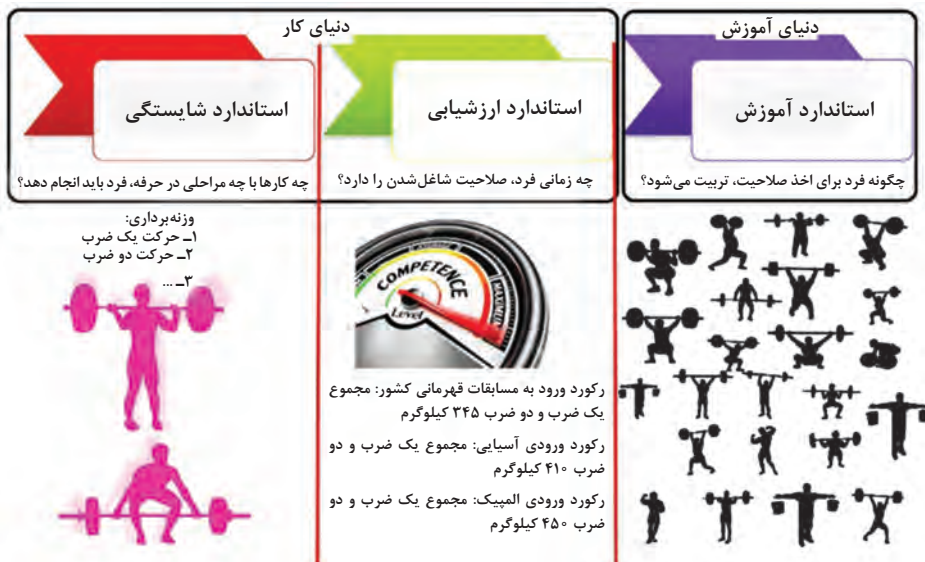 دنیای آموزش
استاندارد آموزش
چگونه فرد برای اخذ صلاحیت، تربیت می‌شود؟
دنیای کار
استاندارد ارزشیابی
چه زمانی فرد، صلاحیت شاغل‌شدن را دارد؟
COMPETENCE
Level
MAXIMUM
رکورد ورود به مسابقات قهرمانی کشور: مجموع
یک ضرب و دو ضرب ۳۴۵ کیلوگرم
رکورد ورودی آسیایی: مجموع یک ضرب و دو
ضرب ۴۱۰ کیلوگرم
رکورد ورودی المپیک: مجموع یک ضرب و دو
ضرب ۴۵۰ کیلوگرم
استاندارد شایستگی
چه کارها با چه مراحلی در حرفه، فرد باید انجام دهد؟
وزنه‌برداری:
۱ـ حرکت یک ضرب
۲ـ حرکت دو ضرب
۳ـ ...